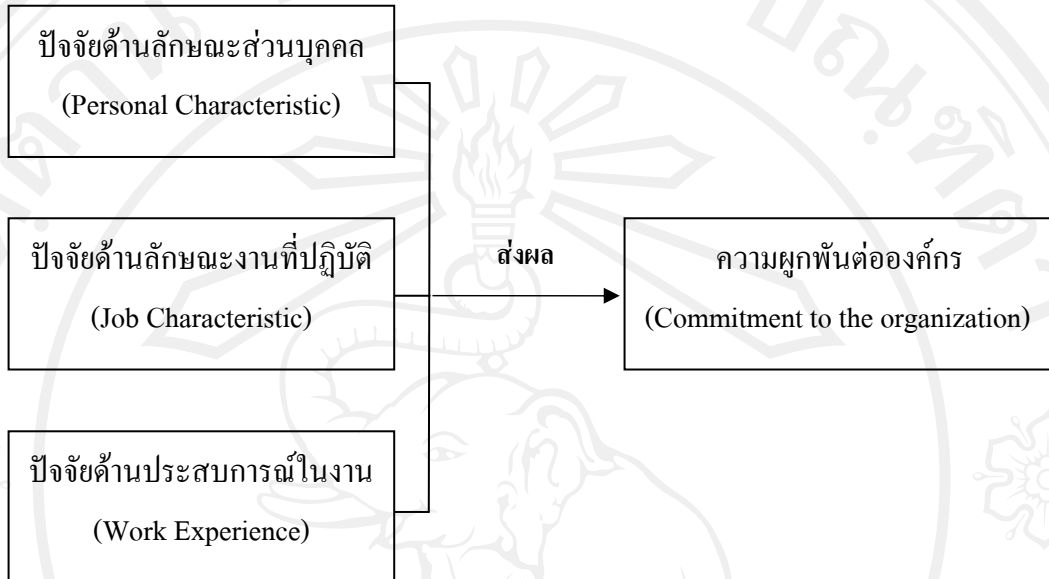 ปัจจัยด้านลักษณะส่วนบุคคล
(Personal Characteristic)
ปัจจัยด้านลักษณะงานที่ปฏิบัติ
(Job Characteristic)
ส่งผล
ความผูกพันต่อองค์กร
(Commitment to the organization)
ปัจจัยด้านประสบการณ์ในงาน
(Work Experience)